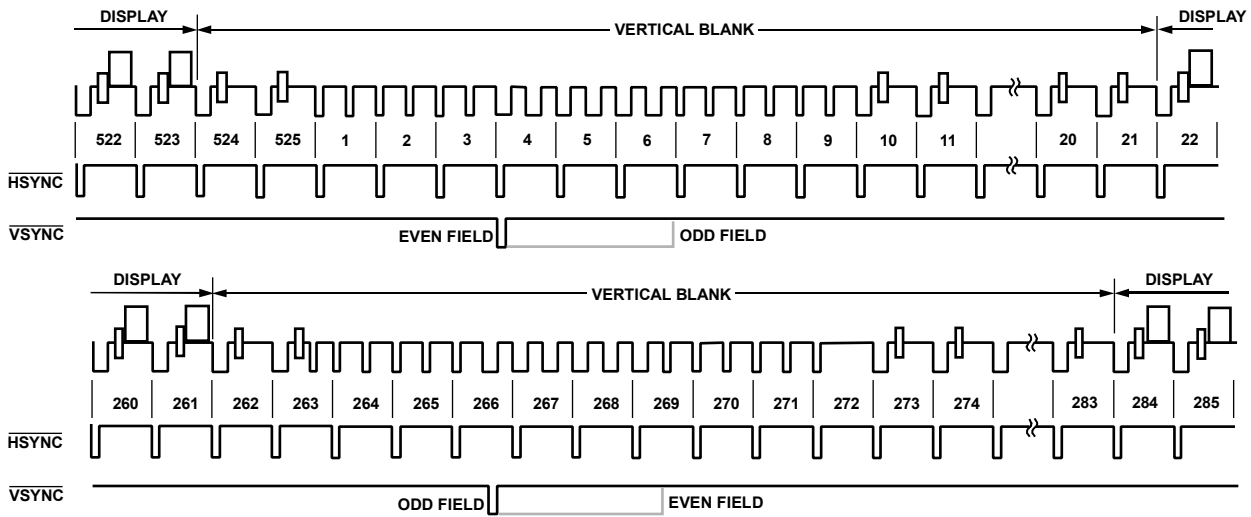 DISPLAY VERTICAL BLANK DISPLAY
522 523 524 525 1 2 3 4 5 6 7 8 9 10 11 20 21 22
HSYNC
VSYNC EVEN FIELD ODD FIELD
DISPLAY VERTICAL BLANK DISPLAY
260 261 262 263 264 265 266 267 268 269 270 271 272 273 274 283 284 285
HSYNC
VSYNC ODD FIELD EVEN FIELD